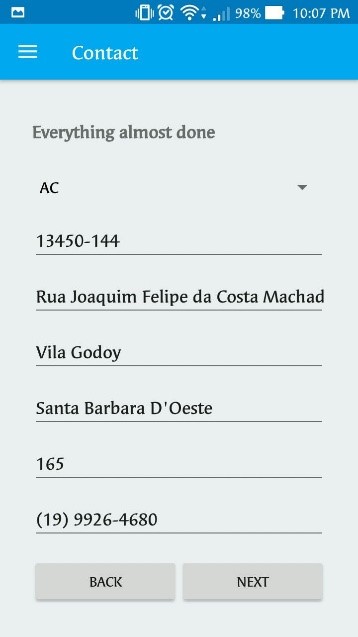 98% 10:07 PM
Contact
Everything almost done
AC
13450-144
Rua Joaquim Felipe da Costa Machad
Vila Godoy
Santa Barbara D'Oeste
165
(19) 9926-4680
BACK NEXT